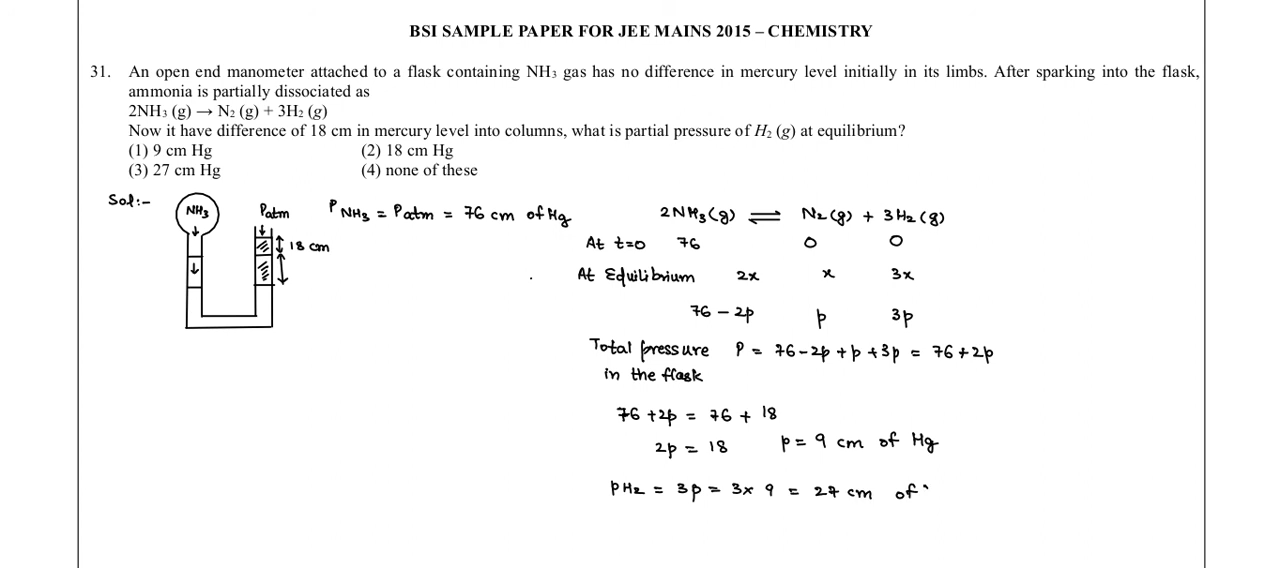 BSI SAMPLE PAPER FOR JEE MAINS 2015 – CHEMISTRY
31. An open end manometer attached to a flask containing NH₃ gas has no difference in mercury level initially in its limbs. After sparking into the flask,
ammonia is partially dissociated as
2NH₃ (g) → N₂ (g) + 3H₂ (g)
Now it have difference of 18 cm in mercury level into columns, what is partial pressure of H₂ (g) at equilibrium?
(1) 9 cm Hg (2) 18 cm Hg
(3) 27 cm Hg (4) none of these
Sol:-
NH₃ Patm P NH₃ = Patm = 76 cm of Hg 2NH₃(g) ⇌ N₂(g) + 3H₂(g)
18 cm At t=0 76 0 0
At Equilibrium 2x x 3x
76 – 2p p 3p
Total pressure P = 76-2p + p + 3p = 76 + 2p
in the flask
76 + 2p = 76 + 18
2p = 18 p = 9 cm of Hg
PH₂ = 3p = 3x 9 = 27 cm of